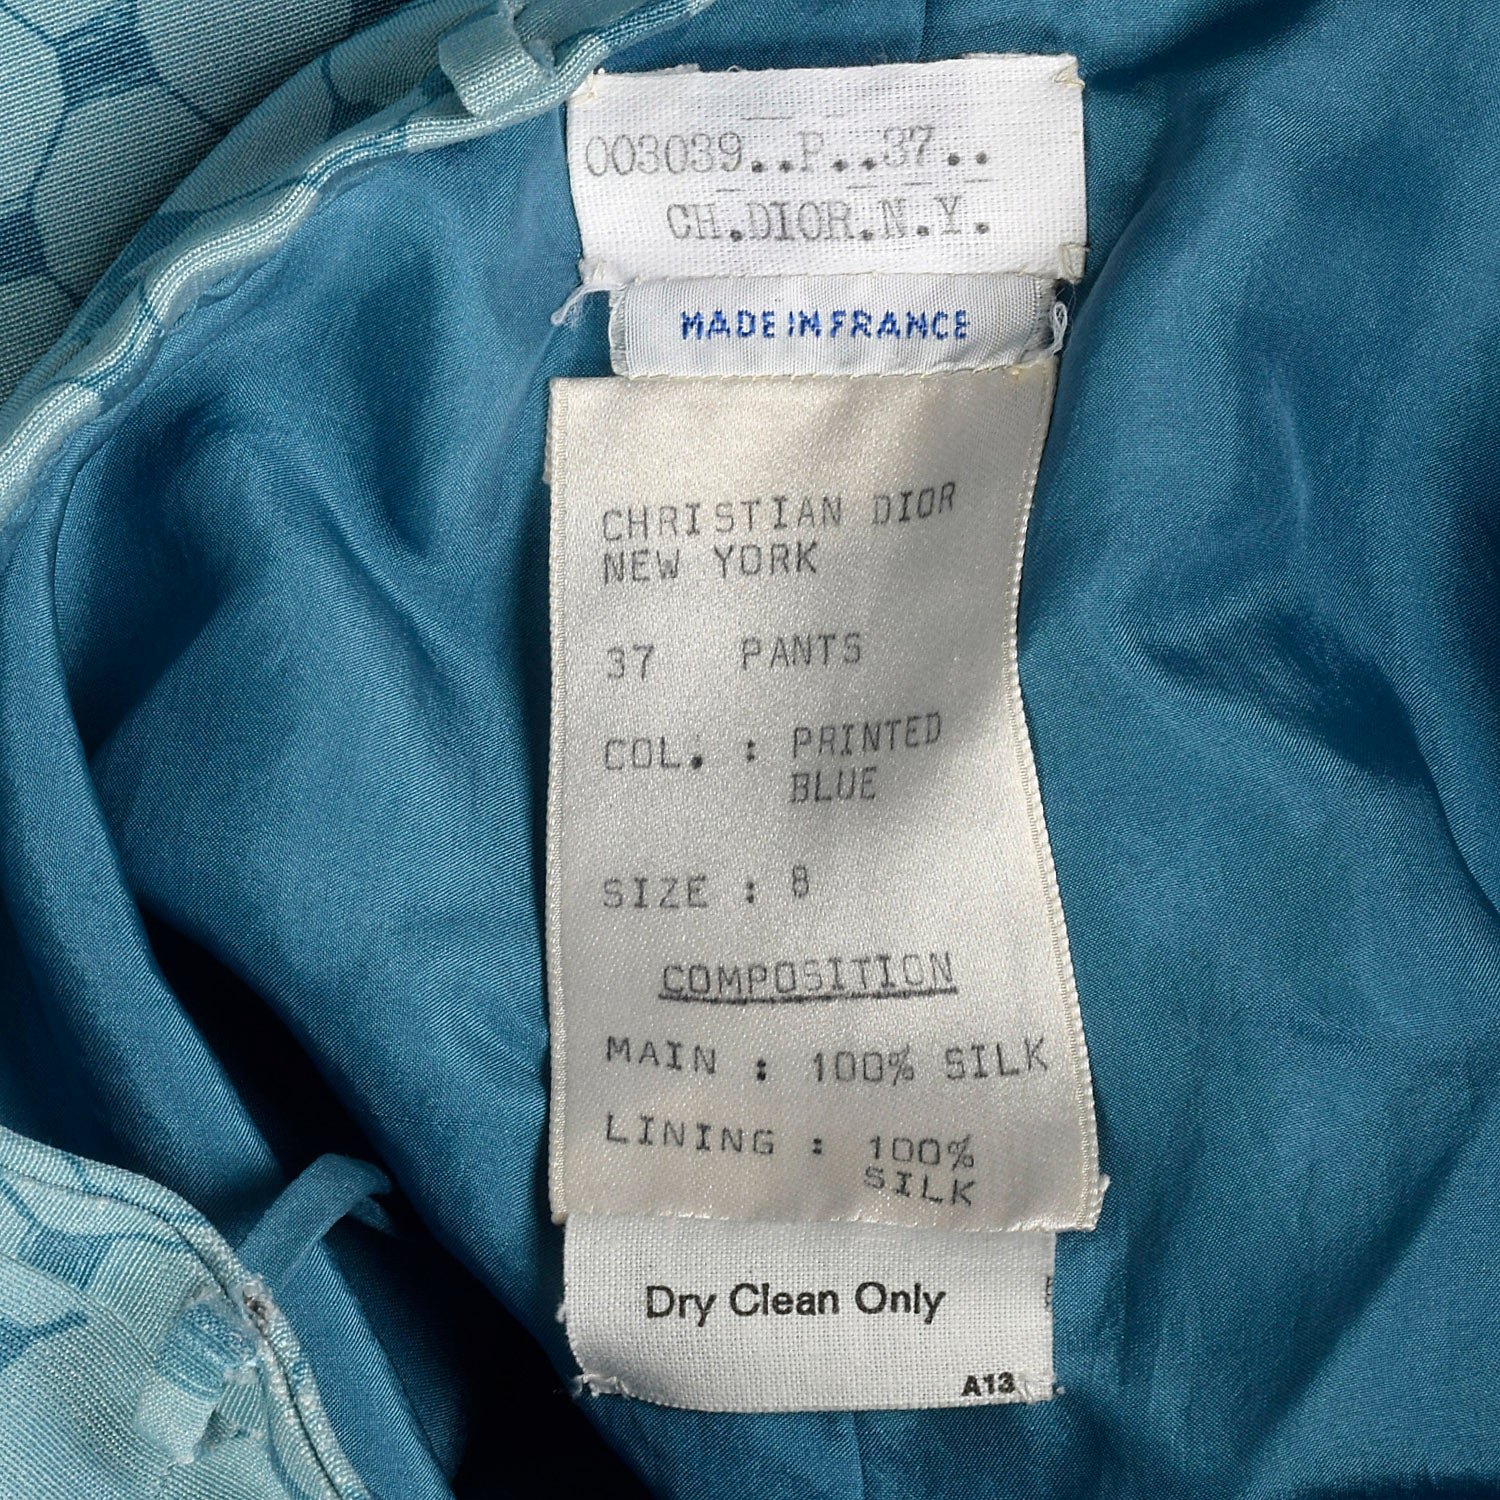 003039..P..37..
CH.DIOR.N.Y.
MADE IN FRANCE
CHRISTIAN DIOR
NEW YORK
37 PANTS
COL. : PRINTED
BLUE
SIZE : 8
COMPOSITION
MAIN : 100% SILK
LINING : 100%
SILK
Dry Clean Only
A13